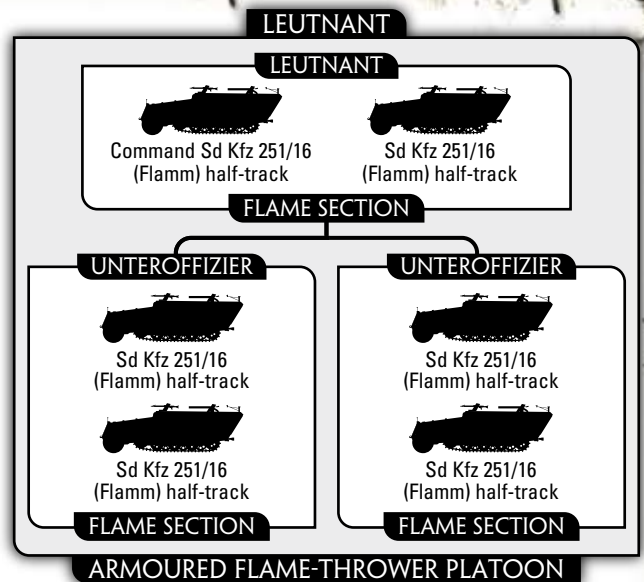 LEUTNANT
LEUTNANT
Command Sd Kfz 251/16
(Flamm) half-track
Sd Kfz 251/16
(Flamm) half-track
FLAME SECTION
UNTEROFFIZIER
Sd Kfz 251/16
(Flamm) half-track
Sd Kfz 251/16
(Flamm) half-track
FLAME SECTION
UNTEROFFIZIER
Sd Kfz 251/16
(Flamm) half-track
Sd Kfz 251/16
(Flamm) half-track
FLAME SECTION
ARMOURED FLAME-THROWER PLATOON